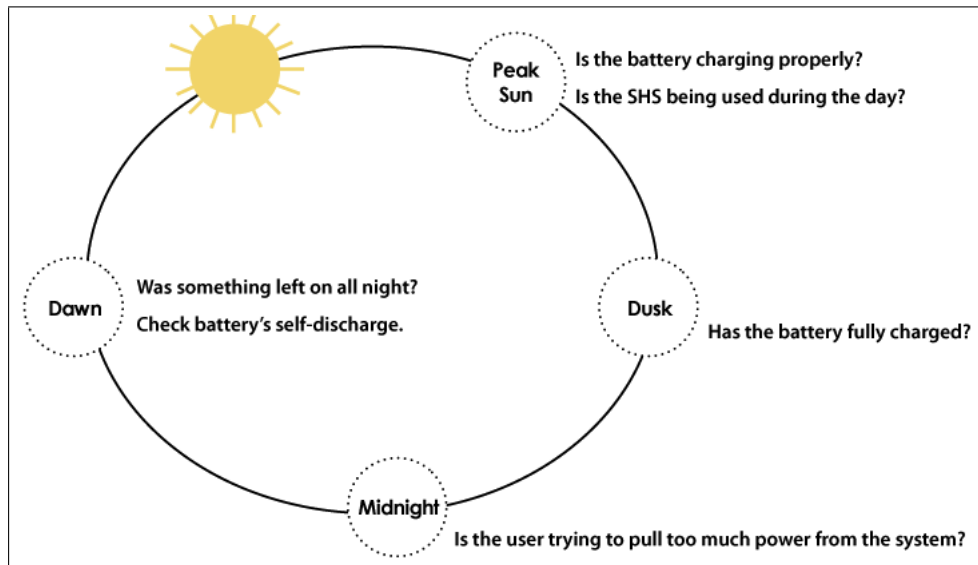 Peak
Sun
Is the battery charging properly?
Is the SHS being used during the day?
Dawn
Was something left on all night?
Check battery's self-discharge.
Dusk
Has the battery fully charged?
Midnight
Is the user trying to pull too much power from the system?